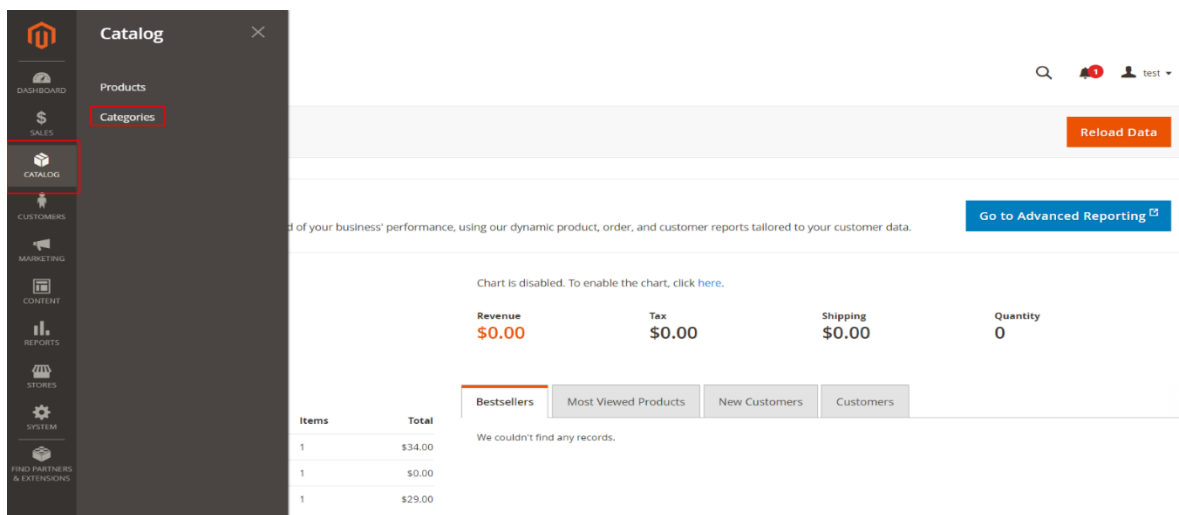 Catalog
Products
Categories
DASHBOARD
SALES
CATALOG
CUSTOMERS
MARKETING
CONTENT
REPORTS
STORES
SYSTEM
FIND PARTNERS
& EXTENSIONS
1 test
Reload Data
d of your business' performance, using our dynamic product, order, and customer reports tailored to your customer data.
Go to Advanced Reporting
Chart is disabled. To enable the chart, click here.
Revenue Tax Shipping Quantity
$0.00 $0.00 $0.00 0
Bestsellers Most Viewed Products New Customers Customers
We couldn't find any records.
Items Total
1 $34.00
1 $0.00
1 $29.00